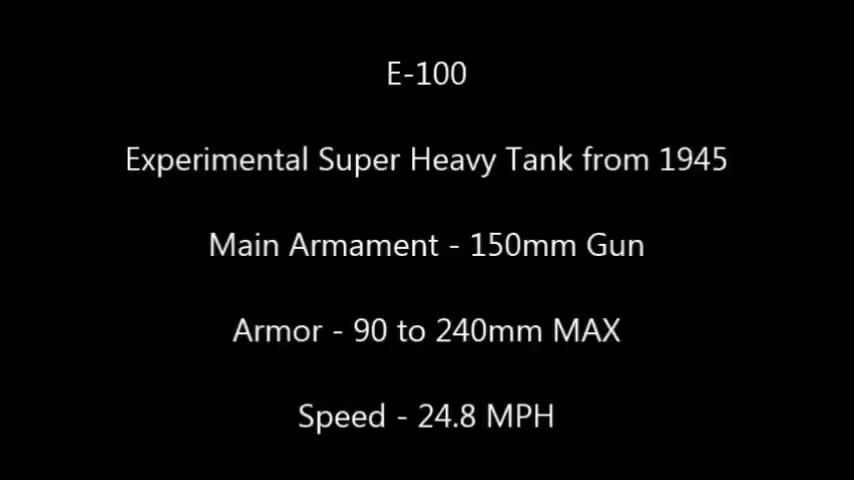 E-100
Experimental Super Heavy Tank from 1945
Main Armament - 150mm Gun
Armor - 90 to 240mm MAX
Speed - 24.8 MPH